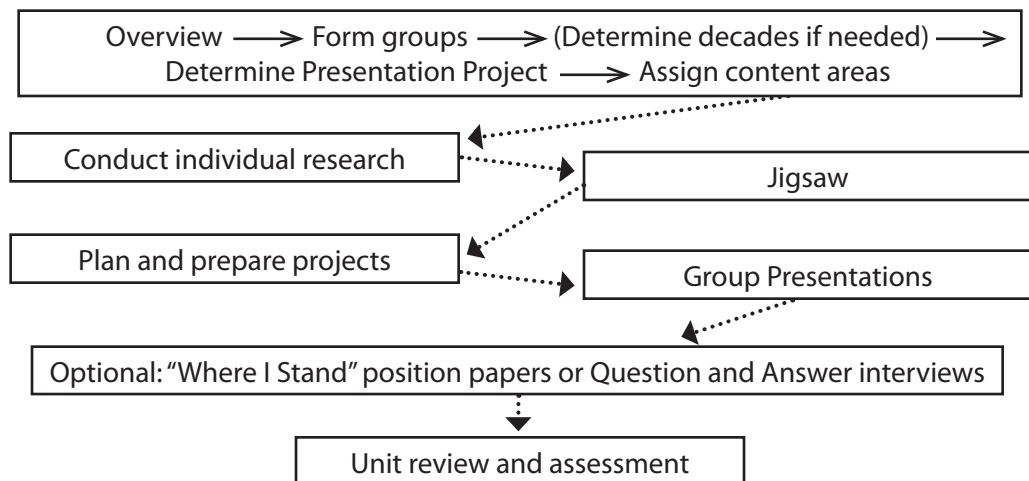 Overview → Form groups → (Determine decades if needed) →
Determine Presentation Project → Assign content areas
Conduct individual research
Jigsaw
Plan and prepare projects
Group Presentations
Optional: “Where I Stand” position papers or Question and Answer interviews
Unit review and assessment